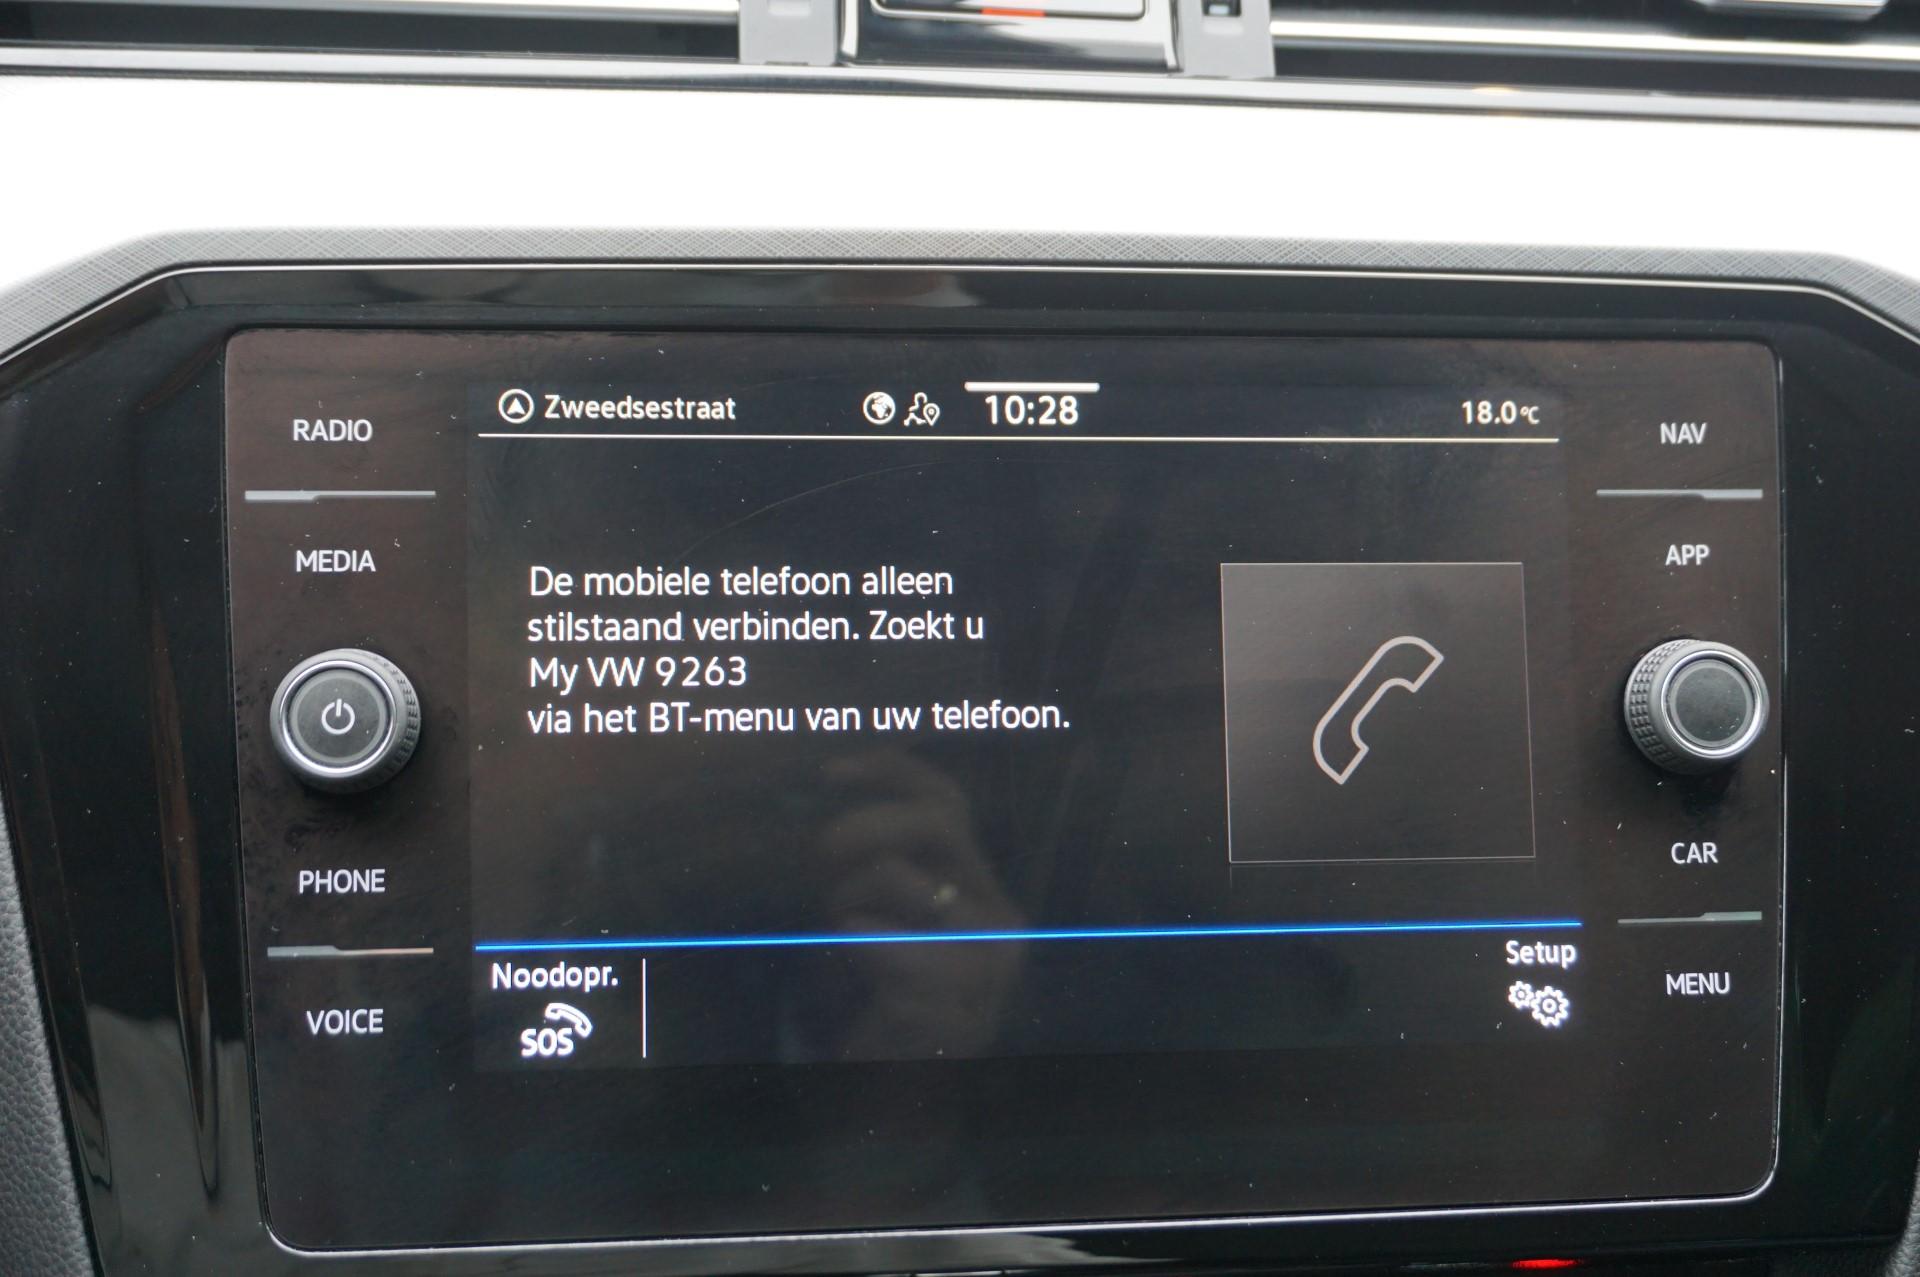 Zweedsestraat 10:28 18.0°C
RADIO
MEDIA
PHONE
VOICE
De mobiele telefoon alleen
stilstaand verbinden. Zoekt u
My VW 9263
via het BT-menu van uw telefoon.
Noodopr.
SOS
Setup
NAV
APP
CAR
MENU